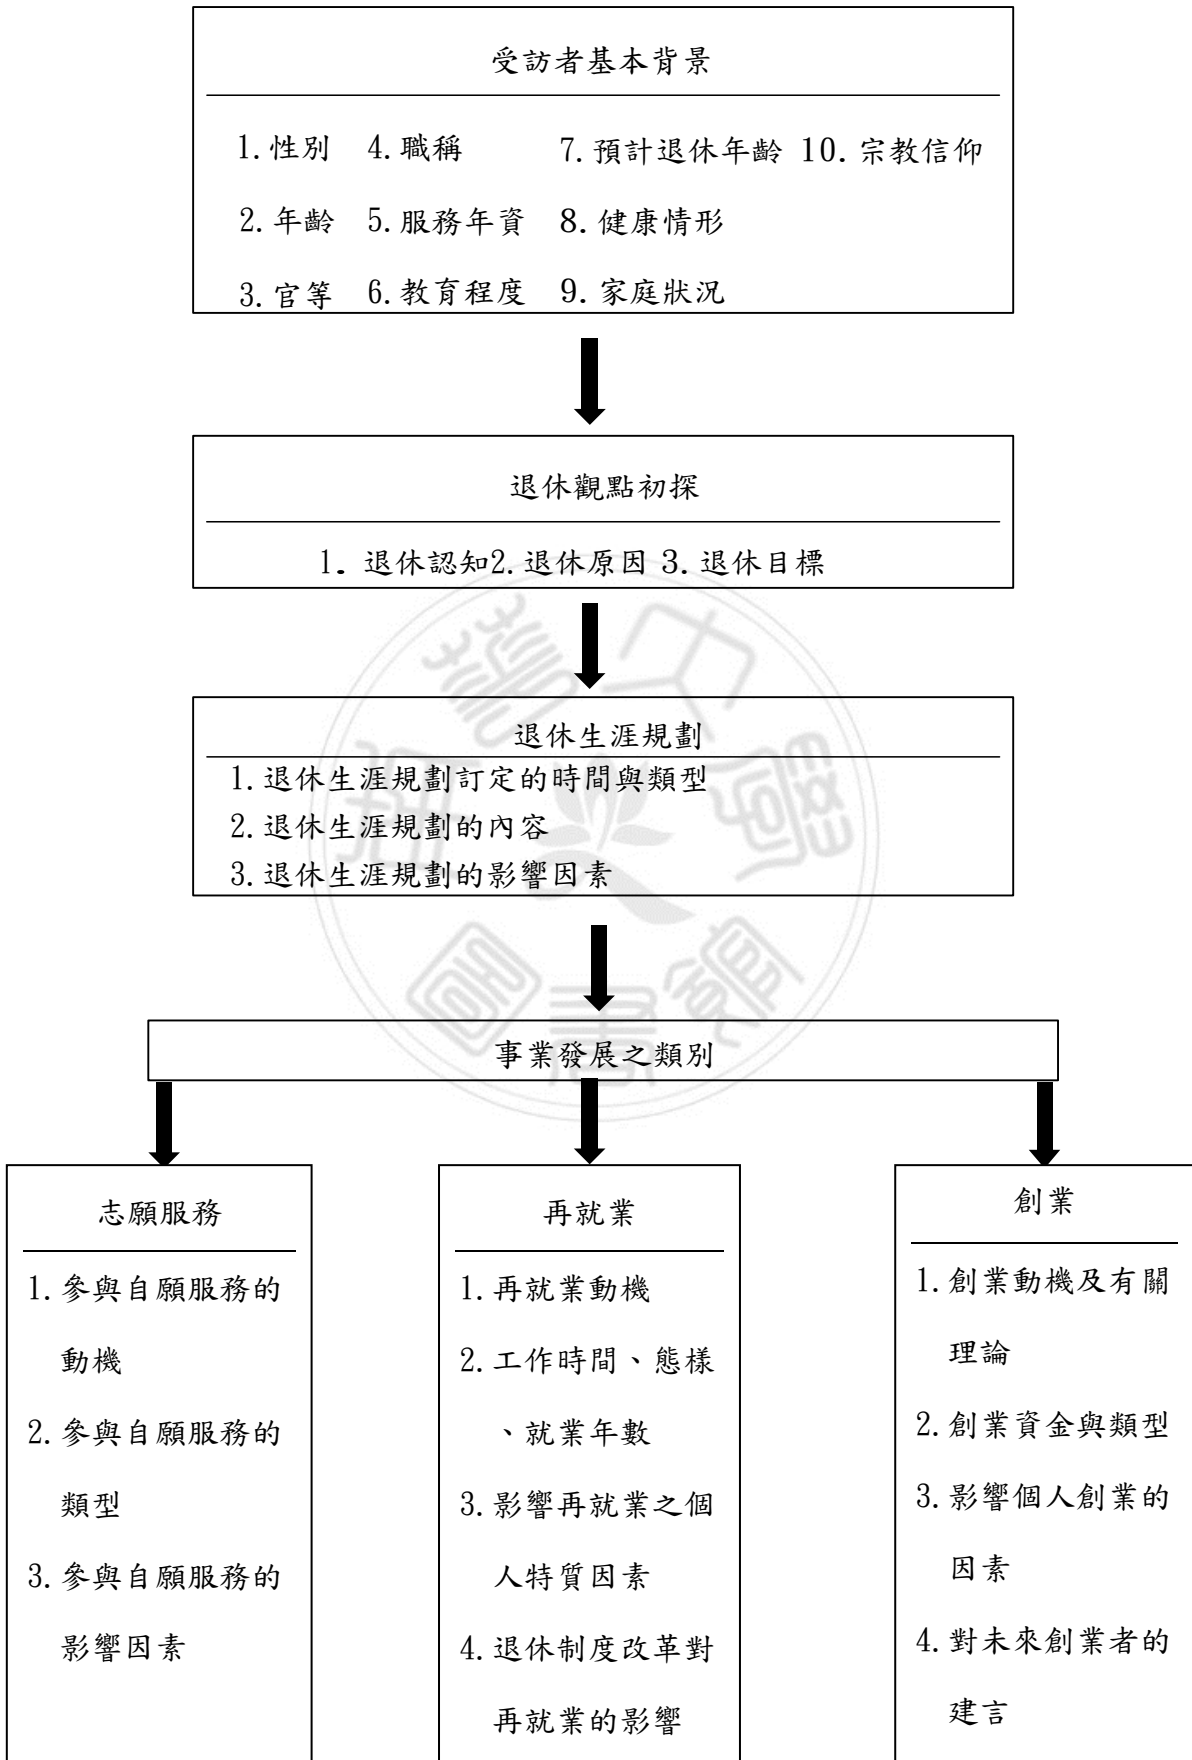 受訪者基本背景
1.性別 4.職稱 7.預計退休年齡 10.宗教信仰
2.年齡 5.服務年資 8.健康情形
3.官等 6.教育程度 9.家庭狀況
退休觀點初探
1. 退休認知2.退休原因 3.退休目標
退休生涯規劃
1.退休生涯規劃訂定的時間與類型
2.退休生涯規劃的內容
3.退休生涯規劃的影響因素
事業發展之類別
志願服務
1.參與自願服務的
動機
2.參與自願服務的
類型
3.參與自願服務的
影響因素
再就業
1.再就業動機
2.工作時間、態樣
、就業年數
3.影響再就業之個
人特質因素
4.退休制度改革對
再就業的影響
創業
1.創業動機及有關
理論
2.創業資金與類型
3.影響個人創業的
因素
4.對未來創業者的
建言